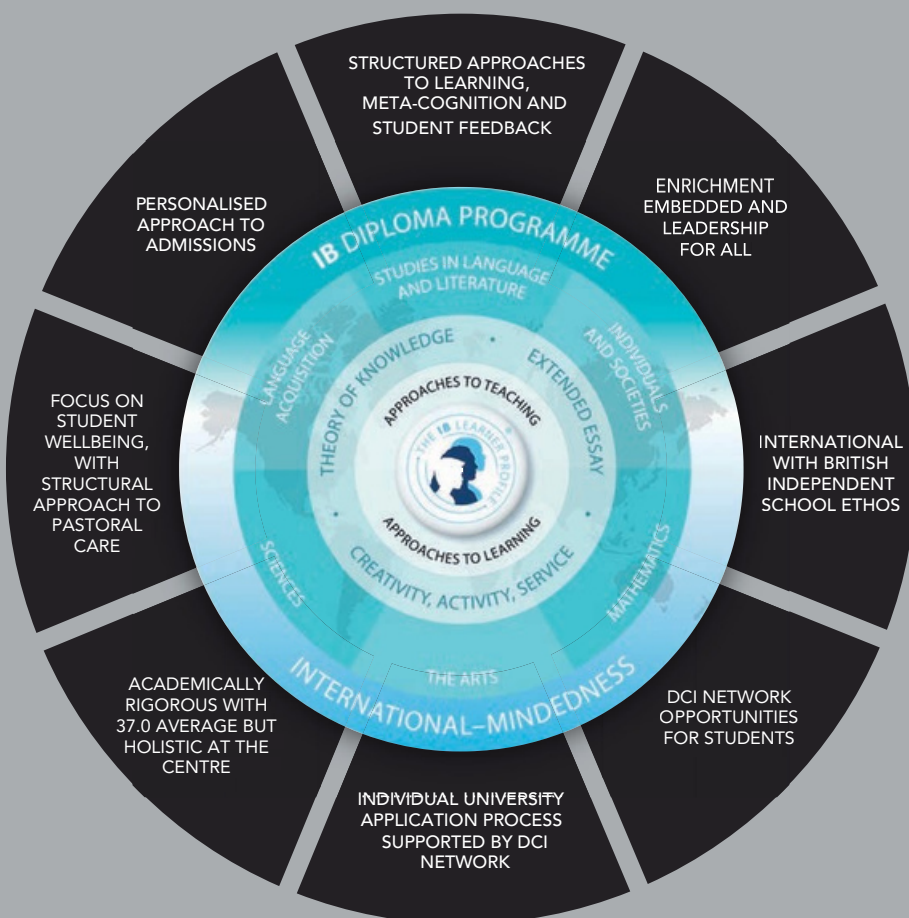 STRUCTURED APPROACHES
TO LEARNING,
META-COGNITION AND
STUDENT FEEDBACK
ENRICHMENT
EMBEDDED AND
LEADERSHIP
FOR ALL
INTERNATIONAL
WITH BRITISH
INDEPENDENT
SCHOOL ETHOS
DCI NETWORK
OPPORTUNITIES
FOR STUDENTS
INDIVIDUAL UNIVERSITY
APPLICATION PROCESS
SUPPORTED BY DCI
NETWORK
ACADEMICALLY
RIGOROUS WITH
37.0 AVERAGE BUT
HOLISTIC AT THE
CENTRE
FOCUS ON
STUDENT
WELLBEING,
WITH
STRUCTURAL
APPROACH TO
PASTORAL
CARE
PERSONALISED
APPROACH TO
ADMISSIONS
IB DIPLOMA PROGRAMME
STUDIES IN LANGUAGE
AND LITERATURE
INDIVIDUALS
AND SOCIETIES
MATHEMATICS
THE ARTS
SCIENCES
LANGUAGE
ACQUISITION
INTERNATIONAL–MINDEDNESS
THEORY OF KNOWLEDGE
EXTENDED ESSAY
CREATIVITY, ACTIVITY, SERVICE
APPROACHES TO TEACHING
APPROACHES TO LEARNING
THE IB LEARNER PROFILE